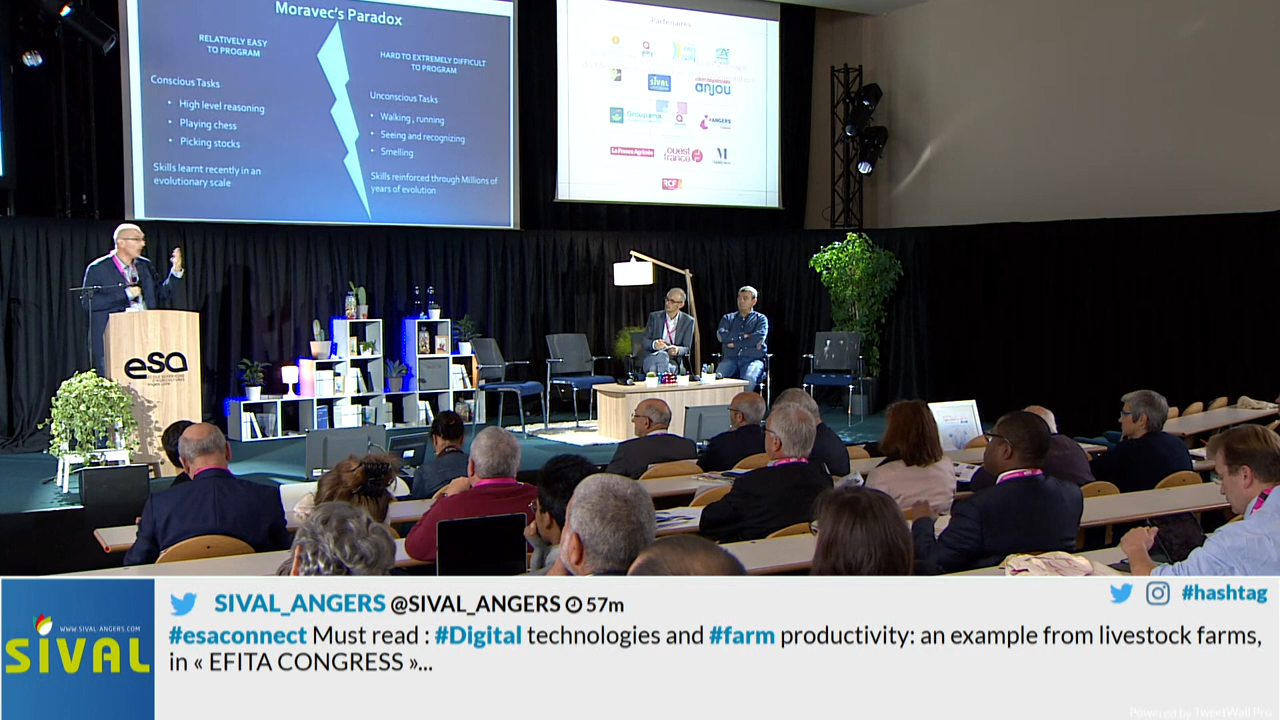 Moravec's Paradox
RELATIVELY EASY
TO PROGRAM
Conscious Tasks
• High level reasoning
• Playing chess
• Picking stocks
Skills learnt recently in an
evolutionary scale
HARD TO EXTREMELY DIFFICULT
TO PROGRAM
Unconscious Tasks
• Walking , running
• Seeing and recognizing
• Smelling
Skills reinforced through Millions of
years of evolution
Partenaires
SIVAL
anjou
Groupama
ANGERS
La France Agricole
ouest
france
RCF
esa
SIVAL_ANGERS @SIVAL_ANGERS 57m
#hashtag
#esaconnect Must read : #Digital technologies and #farm productivity: an example from livestock farms,
in « EFITA CONGRESS »...
WWW.SIVAL-ANGERS.COM
SIVAL
Powered by TweetWall Pro